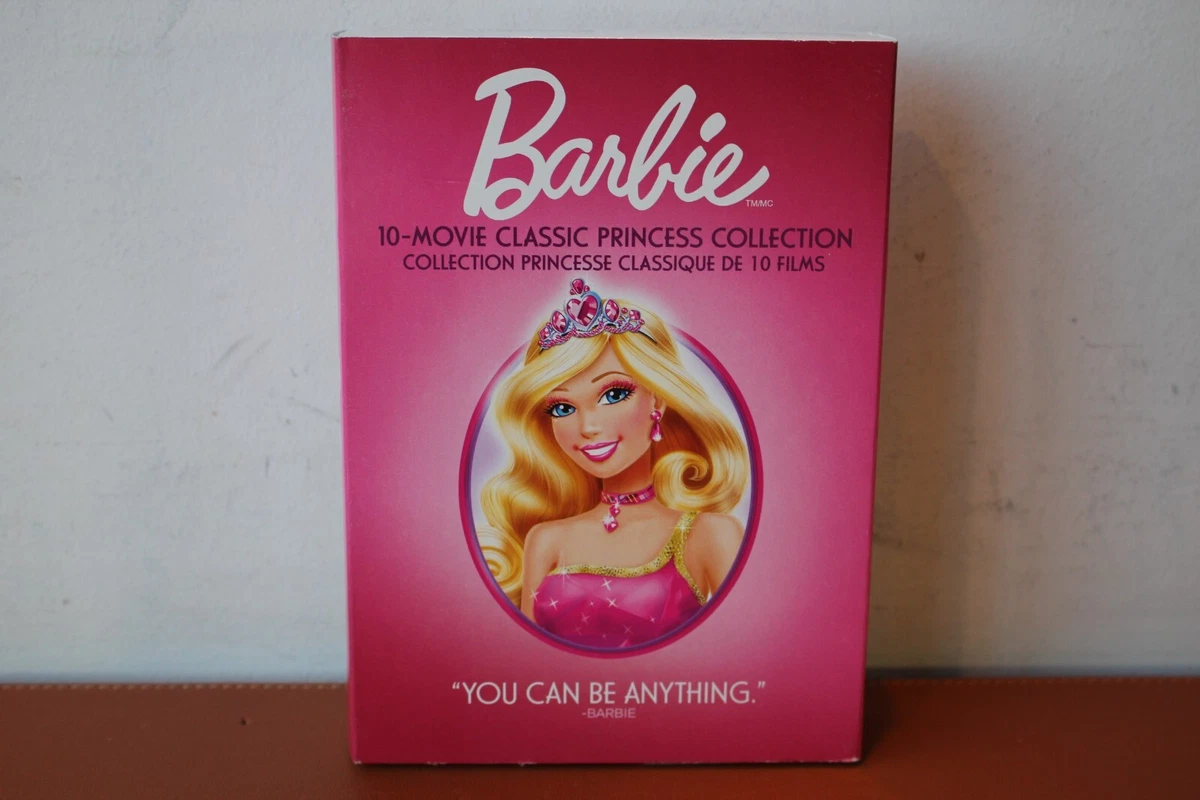 Barbie
TM/MC
10-MOVIE CLASSIC PRINCESS COLLECTION
COLLECTION PRINCESSE CLASSIQUE DE 10 FILMS
“YOU CAN BE ANYTHING.”
-BARBIE